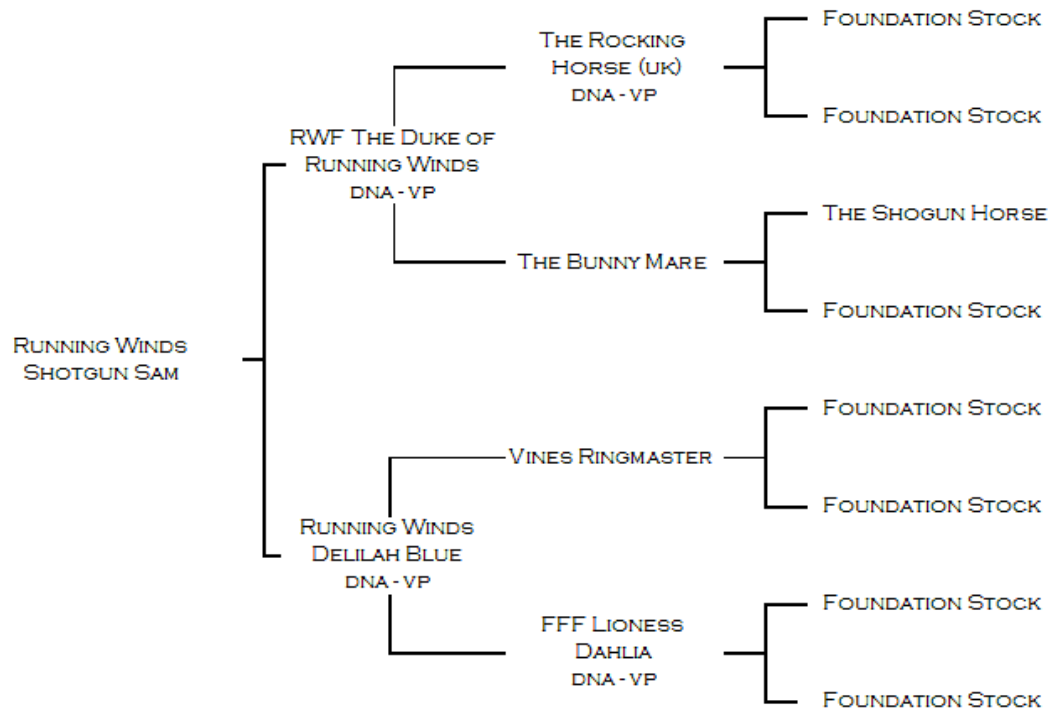 Foundation Stock
The Rocking
Horse (UK)
DNA - VP
Foundation Stock
RWF The Duke of
Running Winds
DNA - VP
The Shogun Horse
The Bunny Mare
Foundation Stock
Running Winds
Shotgun Sam
Foundation Stock
Vines Ringmaster
Foundation Stock
Running Winds
Delilah Blue
DNA - VP
Foundation Stock
FFF Lioness
Dahlia
DNA - VP
Foundation Stock